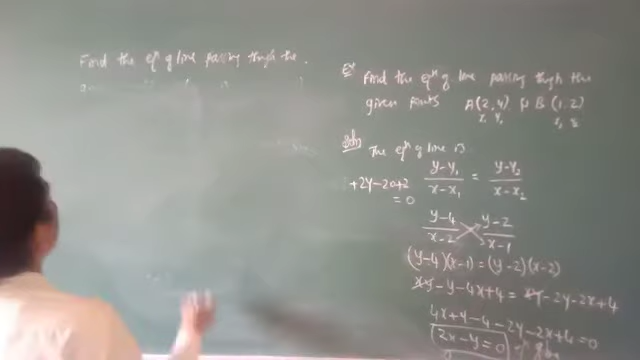 Find the eqn of line passing through the
Ex Find the eqn of line passing through the
given points A(2,4) & B(1,2)
x₁ y₁ x₂ y₂
Soln The eqn of line is
y-y₁/x-x₁ = y-y₂/x-x₂
+2y-2x+2
=0
y-4/x-2 y-2/x-1
(y-4)(x-1)=(y-2)(x-2)
xy-y-4x+4=xy-2y-2x+4
4x+y-4-2y-2x+4=0
2x-y=0